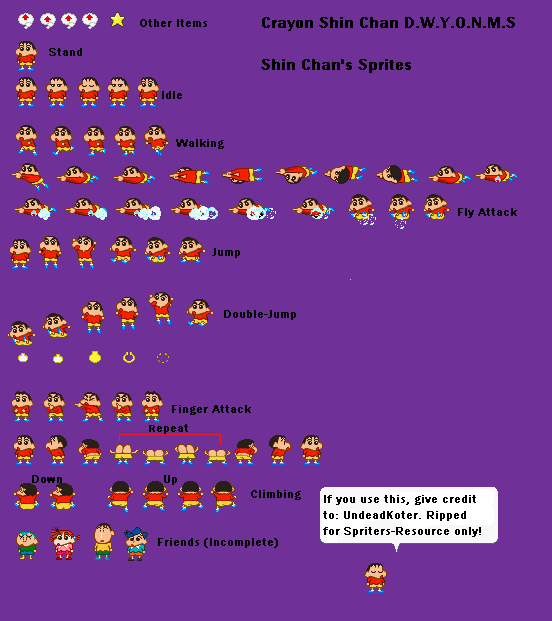 Other Items
Crayon Shin Chan D.W.Y.O.N.M.S
Stand
Shin Chan's Sprites
Idle
Walking
Fly Attack
Jump
Double-Jump
Finger Attack
Repeat
Down
Up
Climbing
If you use this, give credit
to: UndeadKoter. Ripped
for Spriters-Resource only!
Friends (Incomplete)